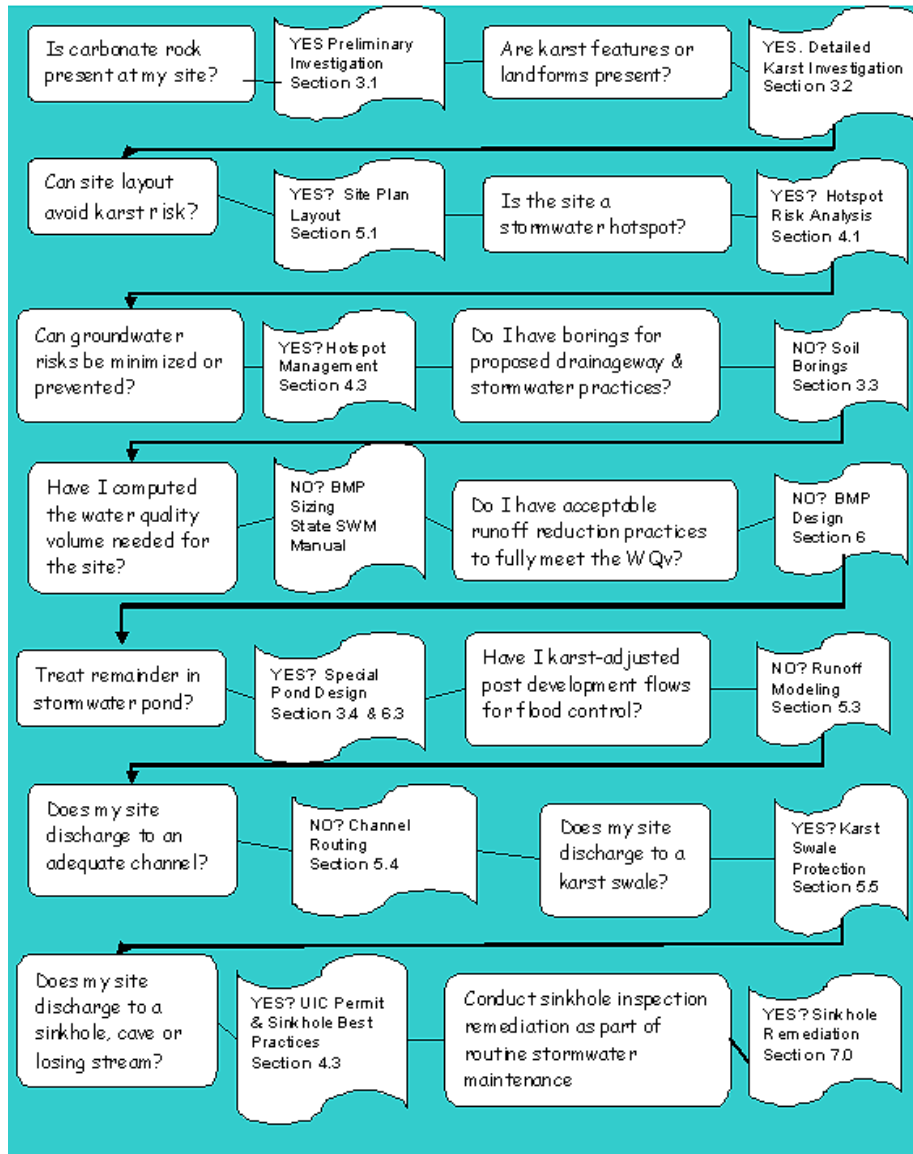 Is carbonate rock
present at my site?
YES Preliminary
Investigation
Section 3.1
Are karst features or
landforms present?
YES. Detailed
Karst Investigation
Section 3.2
Can site layout
avoid karst risk?
YES? Site Plan
Layout
Section 5.1
Is the site a
stormwater hotspot?
YES? Hotspot
Risk Analysis
Section 4.1
Can groundwater
risks be minimized or
prevented?
YES? Hotspot
Management
Section 4.3
Do I have borings for
proposed drainageway &
stormwater practices?
NO? Soil
Borings
Section 3.3
Have I computed
the water quality
volume needed for
the site?
NO? BMP
Sizing
State SWM
Manual
Do I have acceptable
runoff reduction practices
to fully meet the WQv?
NO? BMP
Design
Section 6
Treat remainder in
stormwater pond?
YES? Special
Pond Design
Section 3.4 & 6.3
Have I karst-adjusted
post development flows
for flood control?
NO? Runoff
Modeling
Section 5.3
Does my site
discharge to an
adequate channel?
NO? Channel
Routing
Section 5.4
Does my site
discharge to a
karst swale?
YES? Karst
Swale
Protection
Section 5.5
Does my site
discharge to a
sinkhole, cave or
losing stream?
YES? UIC Permit
& Sinkhole Best
Practices
Section 4.3
Conduct sinkhole inspection
remediation as part of
routine stormwater
maintenance
YES? Sinkhole
Remediation
Section 7.0